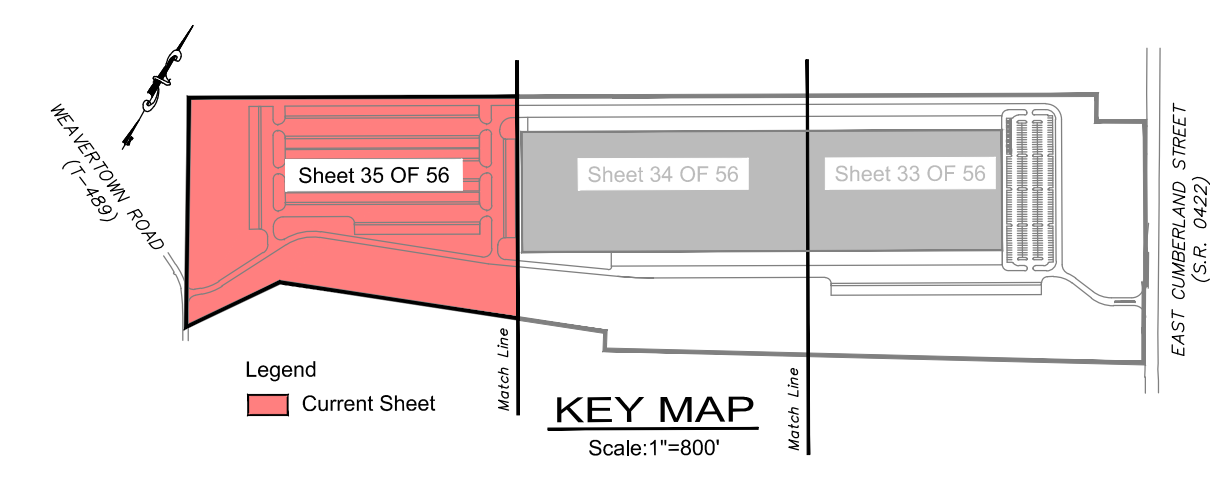 WEAVERTOWN ROAD
(T-489)
Sheet 35 OF 56
Sheet 34 OF 56
Sheet 33 OF 56
EAST CUMBERLAND STREET
(S.R. 0422)
Legend
Current Sheet
Match Line
Match Line
KEY MAP
Scale:1"=800'